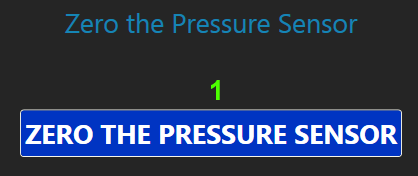 Zero the Pressure Sensor
1
ZERO THE PRESSURE SENSOR